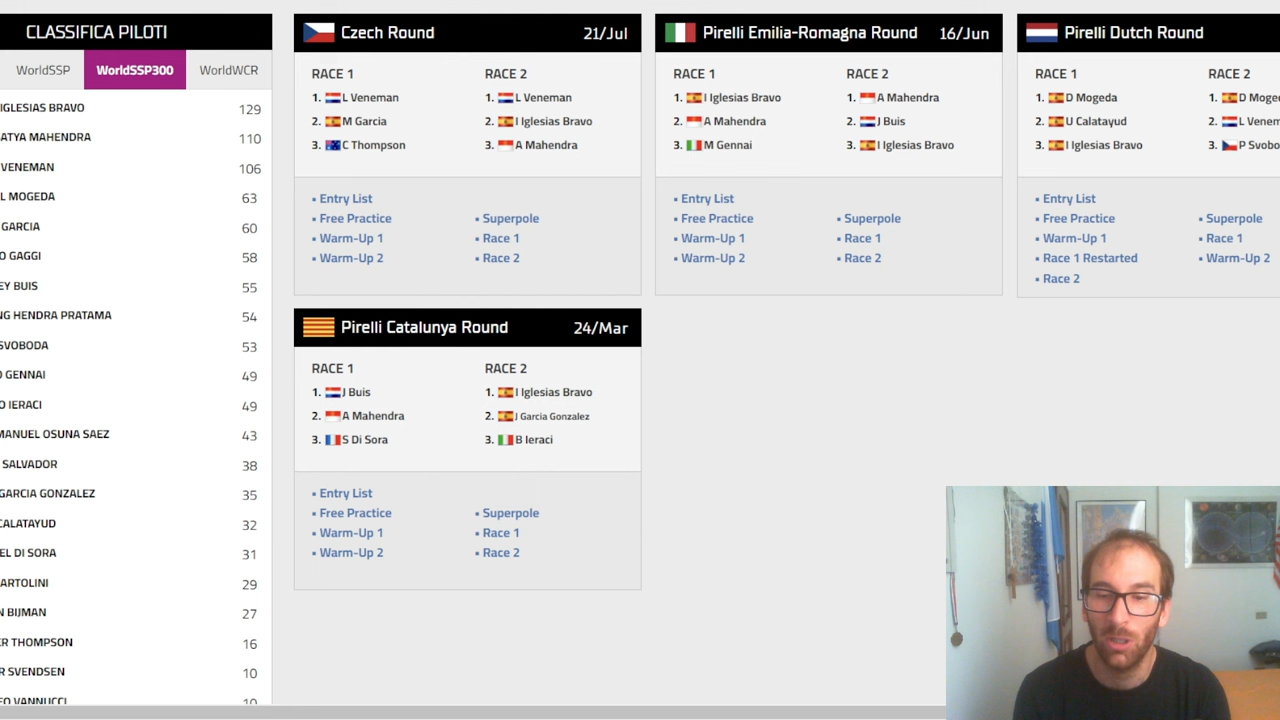 CLASSIFICA PILOTI
WorldSSP WorldSSP300 WorldWCR
IGLESIAS BRAVO 129
ATYA MAHENDRA 110
VENEMAN 106
L MOGEDA 63
GARCIA 60
O GAGGI 58
EY BUIS 55
NG HENDRA PRATAMA 54
SVOBODA 53
O GENNAI 49
O IERACI 49
MANUEL OSUNA SAEZ 43
SALVADOR 38
GARCIA GONZALEZ 35
CALATAYUD 32
EL DI SORA 31
ARTOLINI 29
N BIJMAN 27
ER THOMPSON 16
R SVENDSEN 10
EO VANNUCCI 10
Czech Round 21/Jul
RACE 1 RACE 2
1. L Veneman 1. L Veneman
2. M Garcia 2. I Iglesias Bravo
3. C Thompson 3. A Mahendra
▪ Entry List
▪ Free Practice ▪ Superpole
▪ Warm-Up 1 ▪ Race 1
▪ Warm-Up 2 ▪ Race 2
Pirelli Emilia-Romagna Round 16/Jun
RACE 1 RACE 2
1. I Iglesias Bravo 1. A Mahendra
2. A Mahendra 2. J Buis
3. M Gennai 3. I Iglesias Bravo
▪ Entry List
▪ Free Practice ▪ Superpole
▪ Warm-Up 1 ▪ Race 1
▪ Warm-Up 2 ▪ Race 2
Pirelli Dutch Round
RACE 1 RACE 2
1. D Mogeda 1. D Moge
2. U Calatayud 2. L Venem
3. I Iglesias Bravo 3. P Svobo
▪ Entry List
▪ Free Practice ▪ Superpole
▪ Warm-Up 1 ▪ Race 1
▪ Race 1 Restarted ▪ Warm-Up 2
▪ Race 2
Pirelli Catalunya Round 24/Mar
RACE 1 RACE 2
1. J Buis 1. I Iglesias Bravo
2. A Mahendra 2. J Garcia Gonzalez
3. S Di Sora 3. B Ieraci
▪ Entry List
▪ Free Practice ▪ Superpole
▪ Warm-Up 1 ▪ Race 1
▪ Warm-Up 2 ▪ Race 2